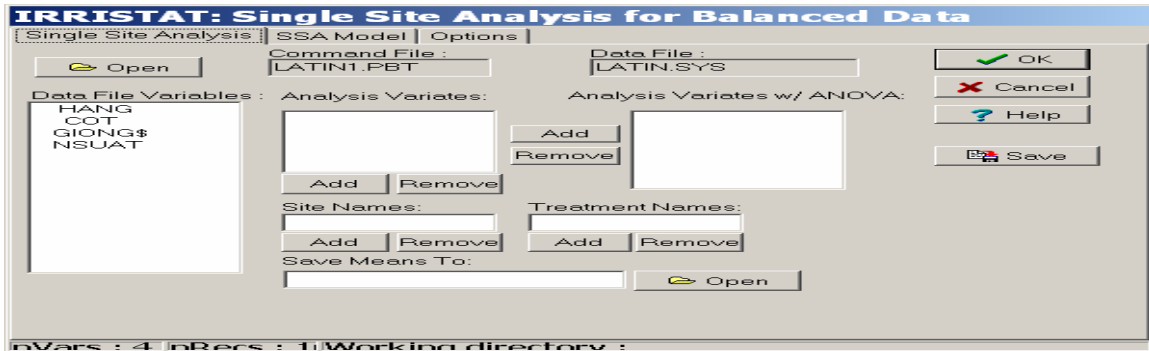 IRRISTAT: Single Site Analysis for Balanced Data
Single Site Analysis SSA Model Options
Command File : Data File :
Open LATIN1.PBT LATIN.SYS OK
Data File Variables : Analysis Variates: Analysis Variates w/ ANOVA: Cancel
HANG
COT
GIONG$
NSUAT
Help
Add
Remove
Save
Add Remove
Site Names: Treatment Names:
Add Remove Add Remove
Save Means To:
Open
nVars : 4 nRecs : 1 Working directory :